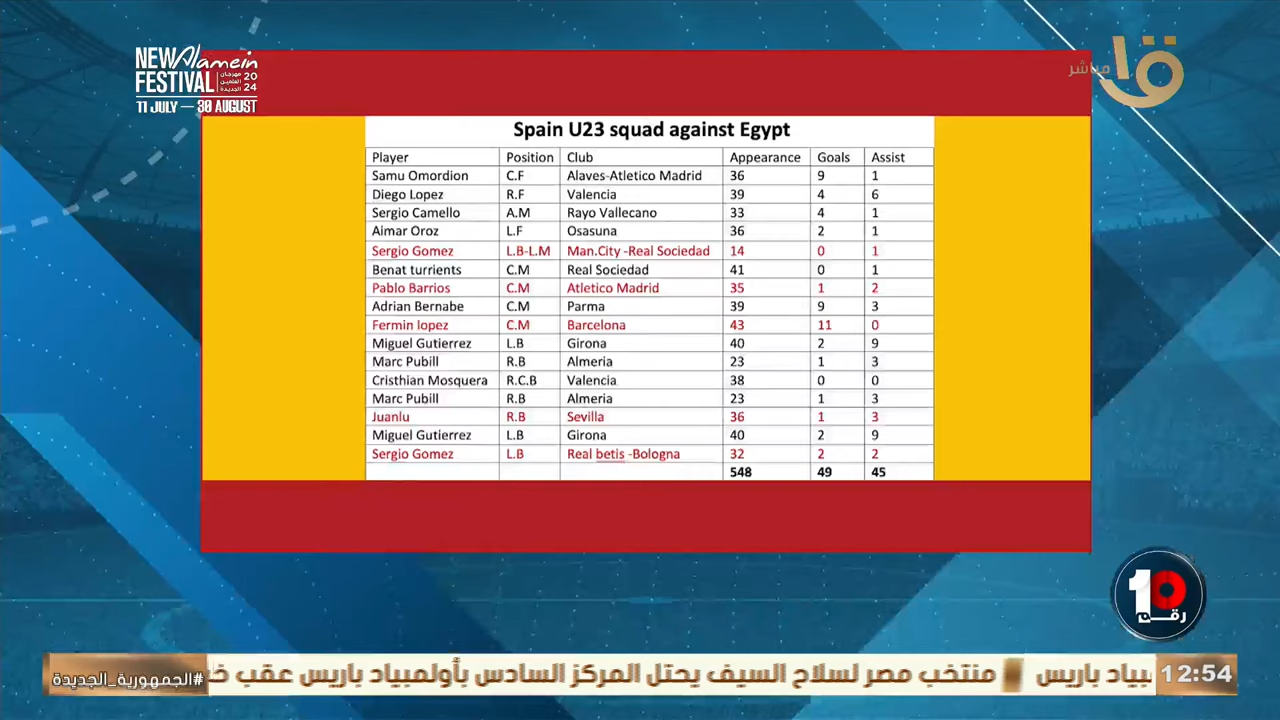 NEW Alamein
FESTIVAL مهرجان العلمين الجديدة 2024
11 JULY — 30 AUGUST
مباشر
Spain U23 squad against Egypt
Player Position Club Appearance Goals Assist
Samu Omordion C.F Alaves-Atletico Madrid 36 9 1
Diego Lopez R.F Valencia 39 4 6
Sergio Camello A.M Rayo Vallecano 33 4 1
Aimar Oroz L.F Osasuna 36 2 1
Sergio Gomez L.B-L.M Man.City -Real Sociedad 14 0 1
Benat turrients C.M Real Sociedad 41 0 1
Pablo Barrios C.M Atletico Madrid 35 1 2
Adrian Bernabe C.M Parma 39 9 3
Fermin lopez C.M Barcelona 43 11 0
Miguel Gutierrez L.B Girona 40 2 9
Marc Pubill R.B Almeria 23 1 3
Cristhian Mosquera R.C.B Valencia 38 0 0
Marc Pubill R.B Almeria 23 1 3
Juanlu R.B Sevilla 36 1 3
Miguel Gutierrez L.B Girona 40 2 9
Sergio Gomez L.B Real betis -Bologna 32 2 2
548 49 45
رقم 10
12:54 بياد باريس منتخب مصر لسلاح السيف يحتل المركز السادس بأولمبياد باريس عقب #الجمهورية_الجديدة